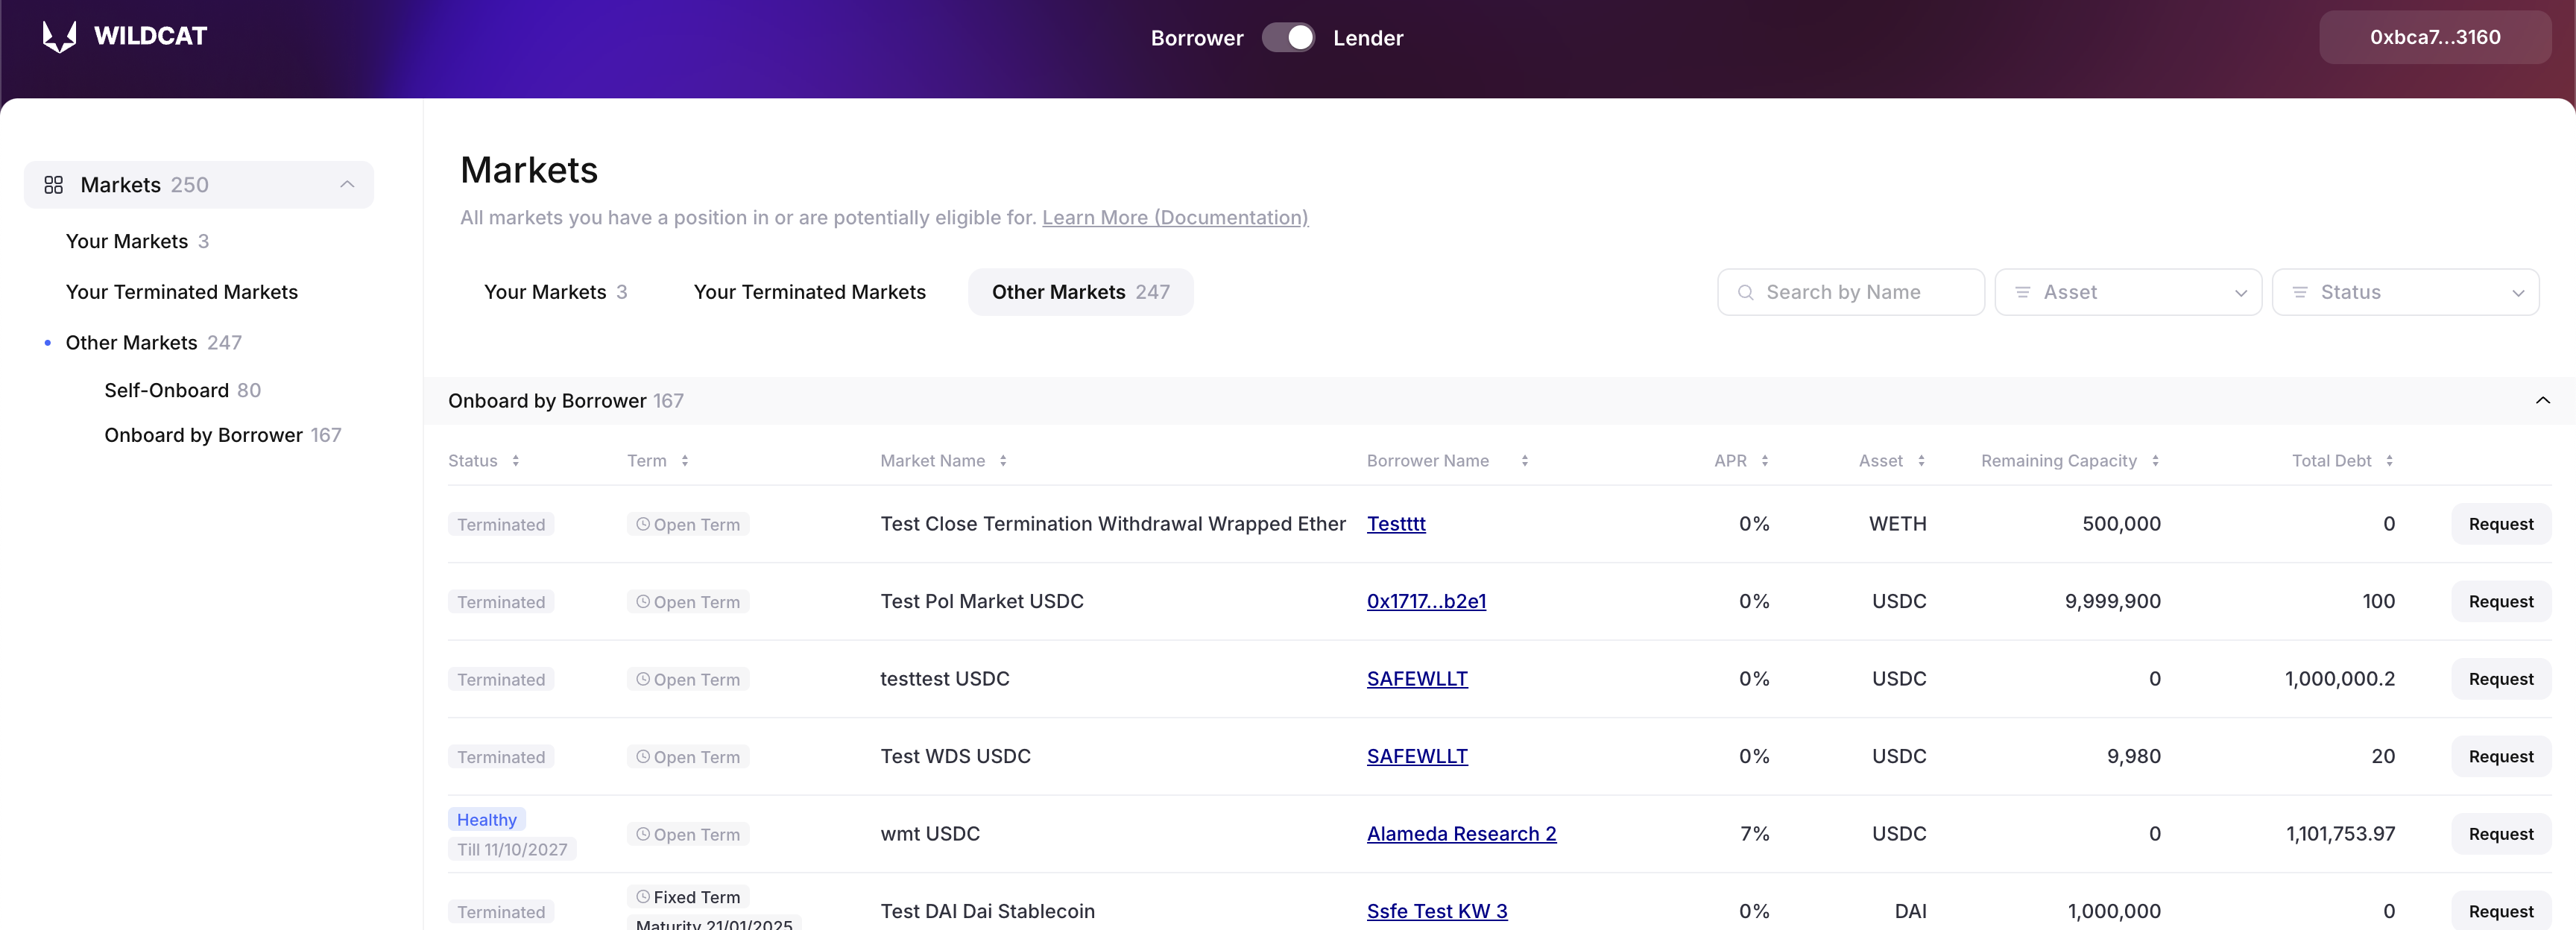 WILDCAT
Borrower Lender
0xbca7...3160
Markets 250
Your Markets 3
Your Terminated Markets
Other Markets 247
Self-Onboard 80
Onboard by Borrower 167
Markets
All markets you have a position in or are potentially eligible for. Learn More (Documentation)
Your Markets 3 Your Terminated Markets Other Markets 247 Search by Name Asset Status
Onboard by Borrower 167
Status Term Market Name Borrower Name APR Asset Remaining Capacity Total Debt
Terminated Open Term Test Close Termination Withdrawal Wrapped Ether Testttt 0% WETH 500,000 0 Request
Terminated Open Term Test Pol Market USDC 0x1717...b2e1 0% USDC 9,999,900 100 Request
Terminated Open Term testtest USDC SAFEWLLT 0% USDC 0 1,000,000.2 Request
Terminated Open Term Test WDS USDC SAFEWLLT 0% USDC 9,980 20 Request
Healthy
Till 11/10/2027 Open Term wmt USDC Alameda Research 2 7% USDC 0 1,101,753.97 Request
Terminated Fixed Term
Maturity 21/01/2025 Test DAI Dai Stablecoin Ssfe Test KW 3 0% DAI 1,000,000 0 Request